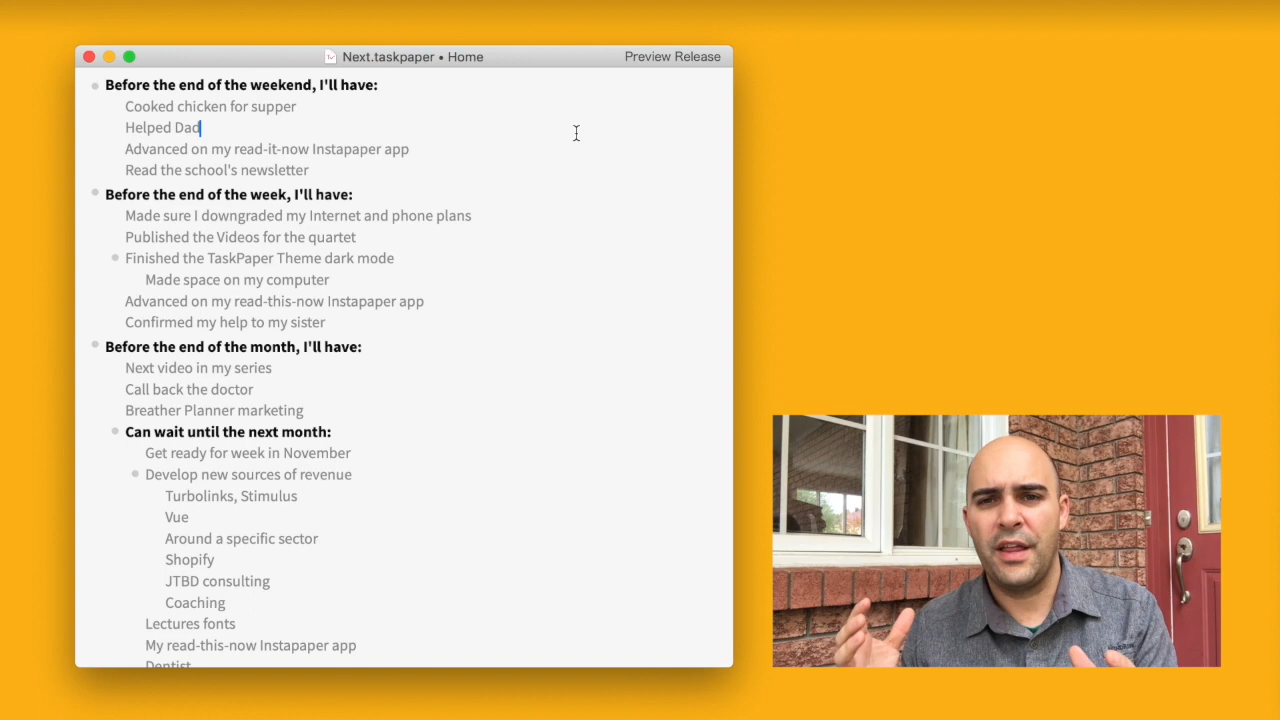 Next.taskpaper • Home
Preview Release
Before the end of the weekend, I'll have:
Cooked chicken for supper
Helped Dad
Advanced on my read-it-now Instapaper app
Read the school's newsletter
Before the end of the week, I'll have:
Made sure I downgraded my Internet and phone plans
Published the Videos for the quartet
Finished the TaskPaper Theme dark mode
Made space on my computer
Advanced on my read-this-now Instapaper app
Confirmed my help to my sister
Before the end of the month, I'll have:
Next video in my series
Call back the doctor
Breather Planner marketing
Can wait until the next month:
Get ready for week in November
Develop new sources of revenue
Turbolinks, Stimulus
Vue
Around a specific sector
Shopify
JTBD consulting
Coaching
Lectures fonts
My read-this-now Instapaper app
Dentist